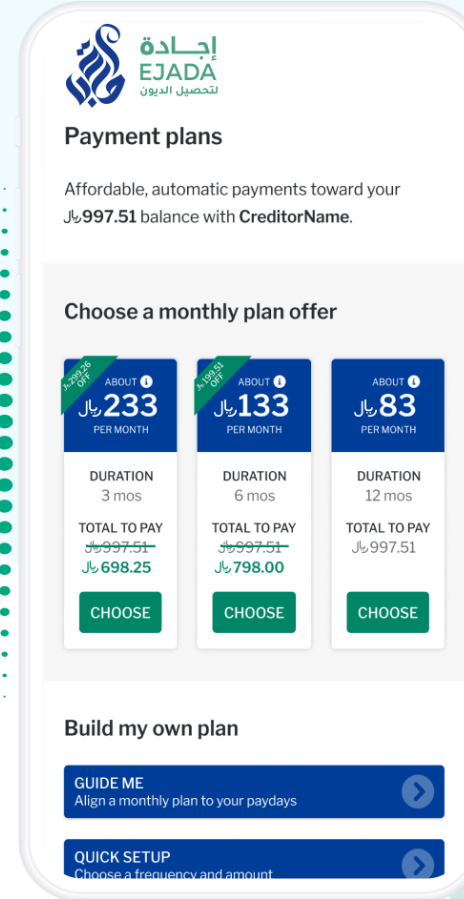 إجادة
EJADA
لتحصيل الديون
Payment plans
Affordable, automatic payments toward your
﷼997.51 balance with CreditorName.
Choose a monthly plan offer
﷼299.26
OFF
ABOUT i
﷼233
PER MONTH
DURATION
3 mos
TOTAL TO PAY
﷼997.51
﷼698.25
CHOOSE
﷼199.51
OFF
ABOUT i
﷼133
PER MONTH
DURATION
6 mos
TOTAL TO PAY
﷼997.51
﷼798.00
CHOOSE
ABOUT i
﷼83
PER MONTH
DURATION
12 mos
TOTAL TO PAY
﷼997.51
CHOOSE
Build my own plan
GUIDE ME
Align a monthly plan to your paydays
QUICK SETUP
Choose a frequency and amount